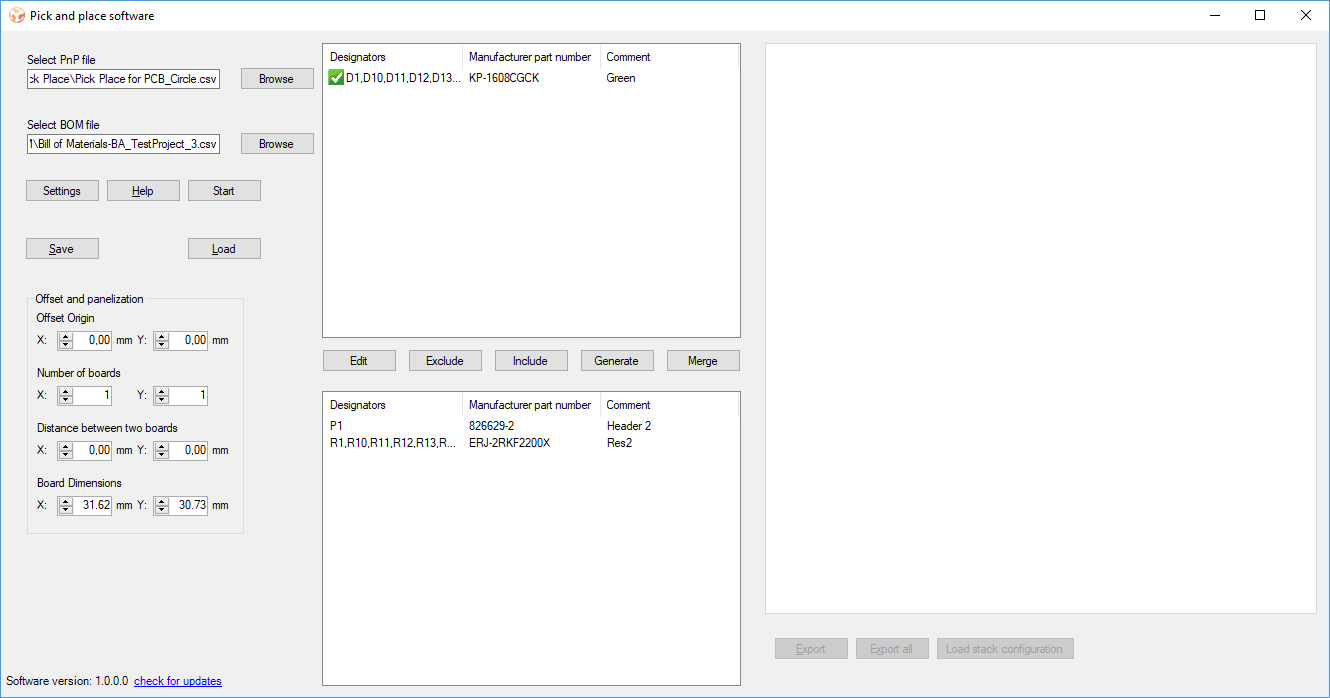 Pick and place software
Select PnP file
:k Place\Pick Place for PCB_Circle.csv
Browse
Select BOM file
!\Bill of Materials-BA_TestProject_3.csv
Browse
Settings
Help
Start
Save
Load
Offset and panelization
Offset Origin
X: 0,00 mm Y: 0,00 mm
Number of boards
X: 1 Y: 1
Distance between two boards
X: 0,00 mm Y: 0,00 mm
Board Dimensions
X: 31.62 mm Y: 30.73 mm
Software version: 1.0.0.0 check for updates
Designators Manufacturer part number Comment
D1,D10,D11,D12,D13... KP-1608CGCK Green
Edit
Exclude
Include
Generate
Merge
Designators Manufacturer part number Comment
P1 826629-2 Header 2
R1,R10,R11,R12,R13,R... ERJ-2RKF2200X Res2
Export
Export all
Load stack configuration